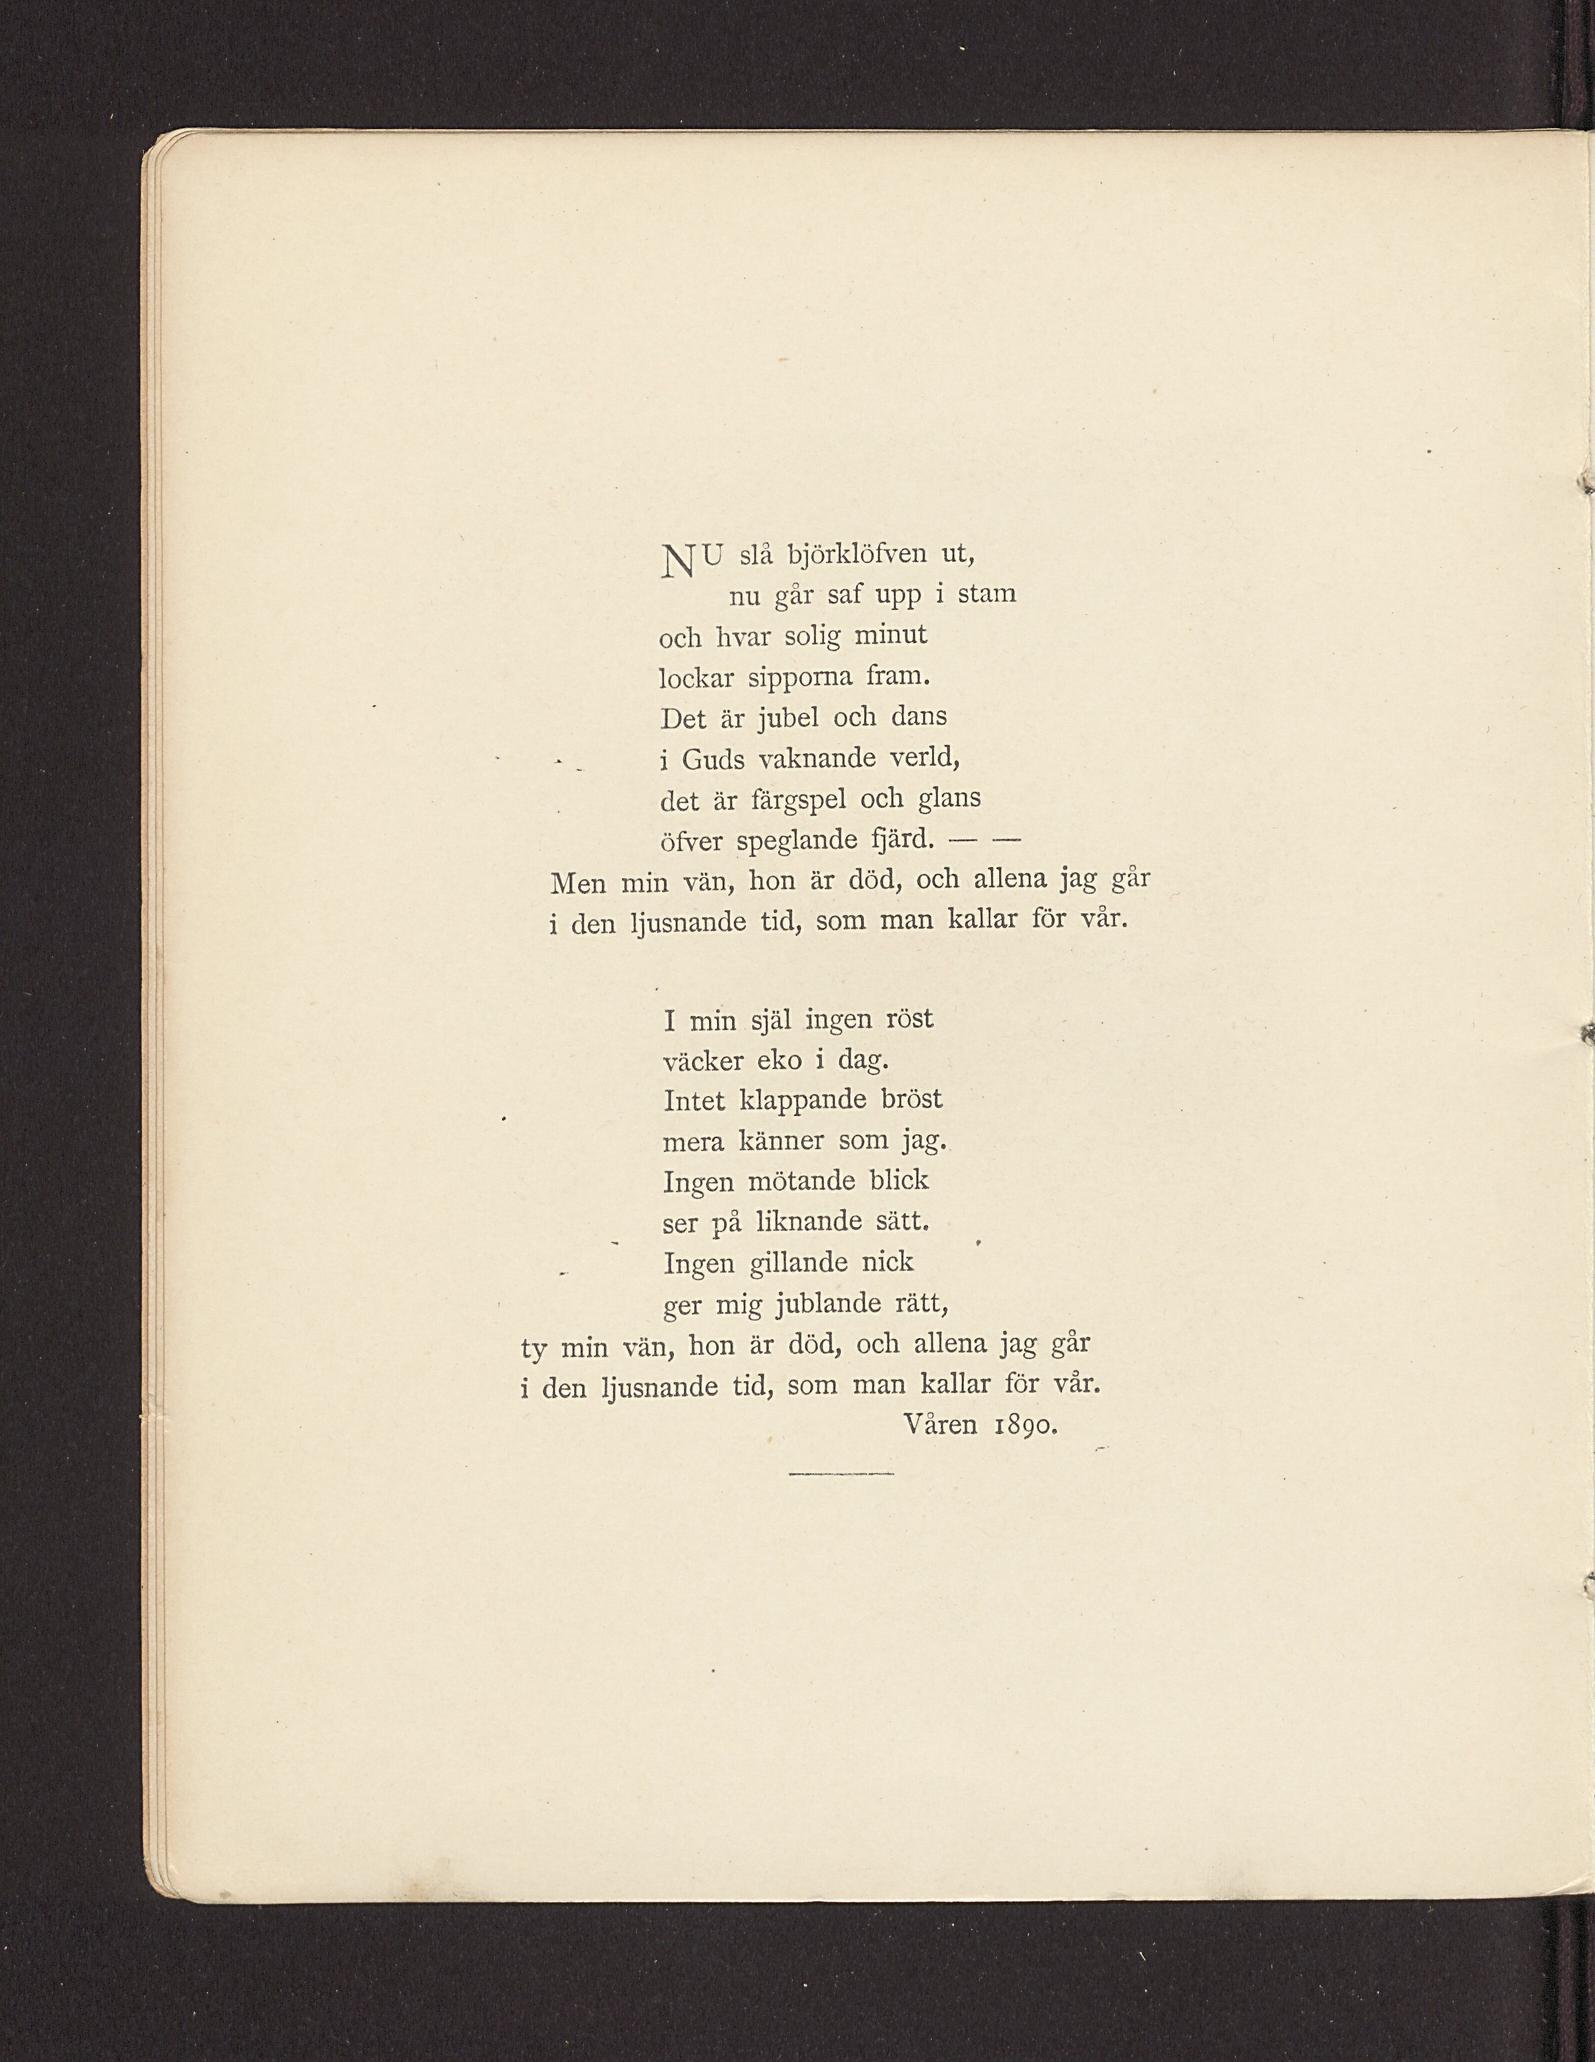 NU slå björklöfven ut,
nu går saf upp i stam
och hvar solig minut
lockar sipporna fram.
Det är jubel och dans
i Guds vaknande verld,
det är färgspel och glans
öfver speglande fjärd. — —
Men min vän, hon är död, och allena jag går
i den ljusnande tid, som man kallar för vår.
I min själ ingen röst
väcker eko i dag.
Intet klappande bröst
mera känner som jag.
Ingen mötande blick
ser på liknande sätt.
Ingen gillande nick
ger mig jublande rätt,
ty min vän, hon är död, och allena jag går
i den ljusnande tid, som man kallar för vår.
Våren 1890.